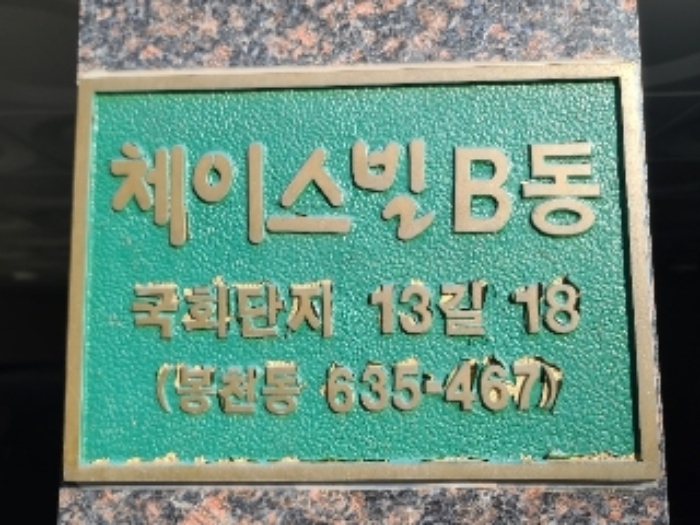 체이스빌 B동
국회단지 13길 18
(봉천동 635-467)